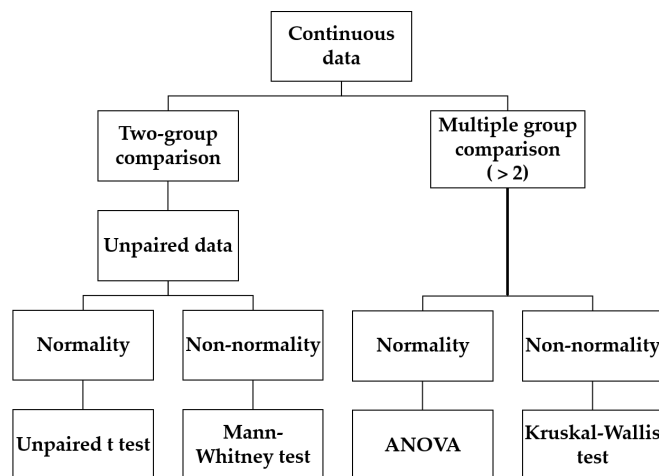 Continuous
data
Two-group
comparison
Multiple group
comparison
( > 2)
Unpaired data
Normality
Non-normality
Normality
Non-normality
Unpaired t test
Mann-
Whitney test
ANOVA
Kruskal-Wallis
test